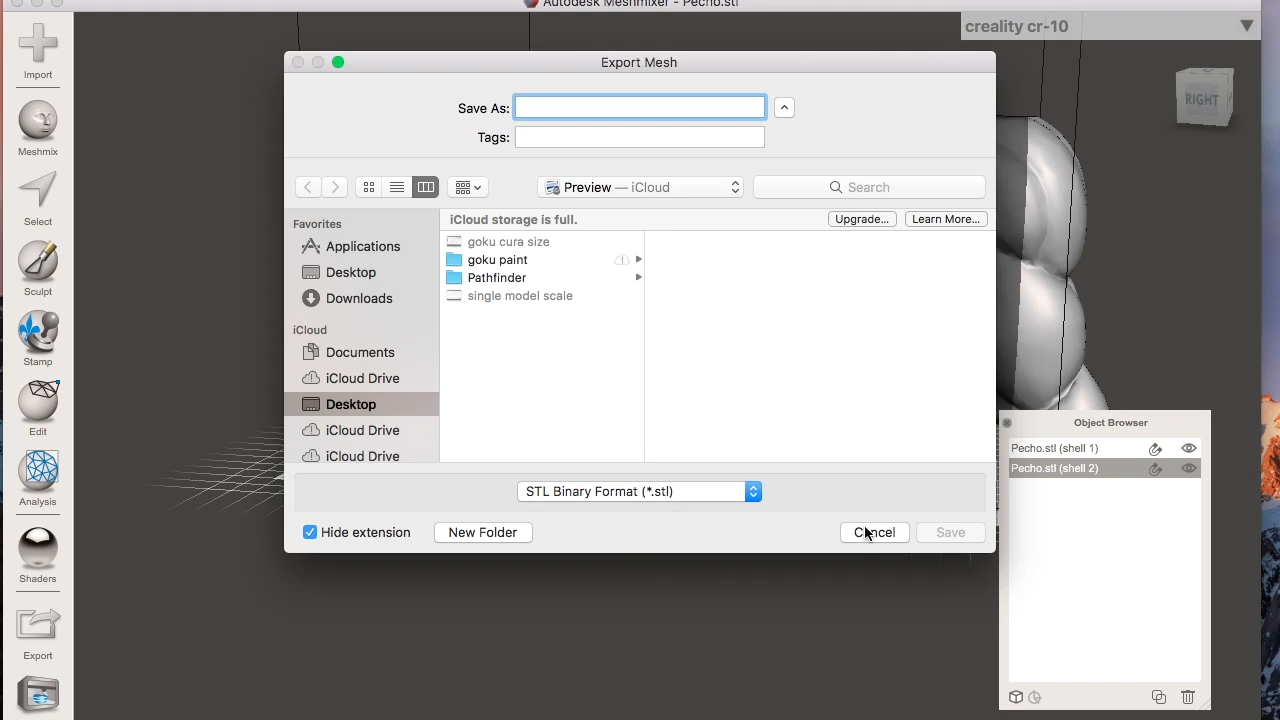 Autodesk Meshmixer - Pecho.stl
creality cr-10
Import
Meshmix
Select
Sculpt
Stamp
Edit
Analysis
Shaders
Export
RIGHT
Export Mesh
Save As:
Tags:
Preview — iCloud
Search
Favorites
Applications
Desktop
Downloads
iCloud
Documents
iCloud Drive
Desktop
iCloud Drive
iCloud Drive
iCloud storage is full.
Upgrade...
Learn More...
goku cura size
goku paint
Pathfinder
single model scale
STL Binary Format (*.stl)
Hide extension
New Folder
Cancel
Save
Object Browser
Pecho.stl (shell 1)
Pecho.stl (shell 2)